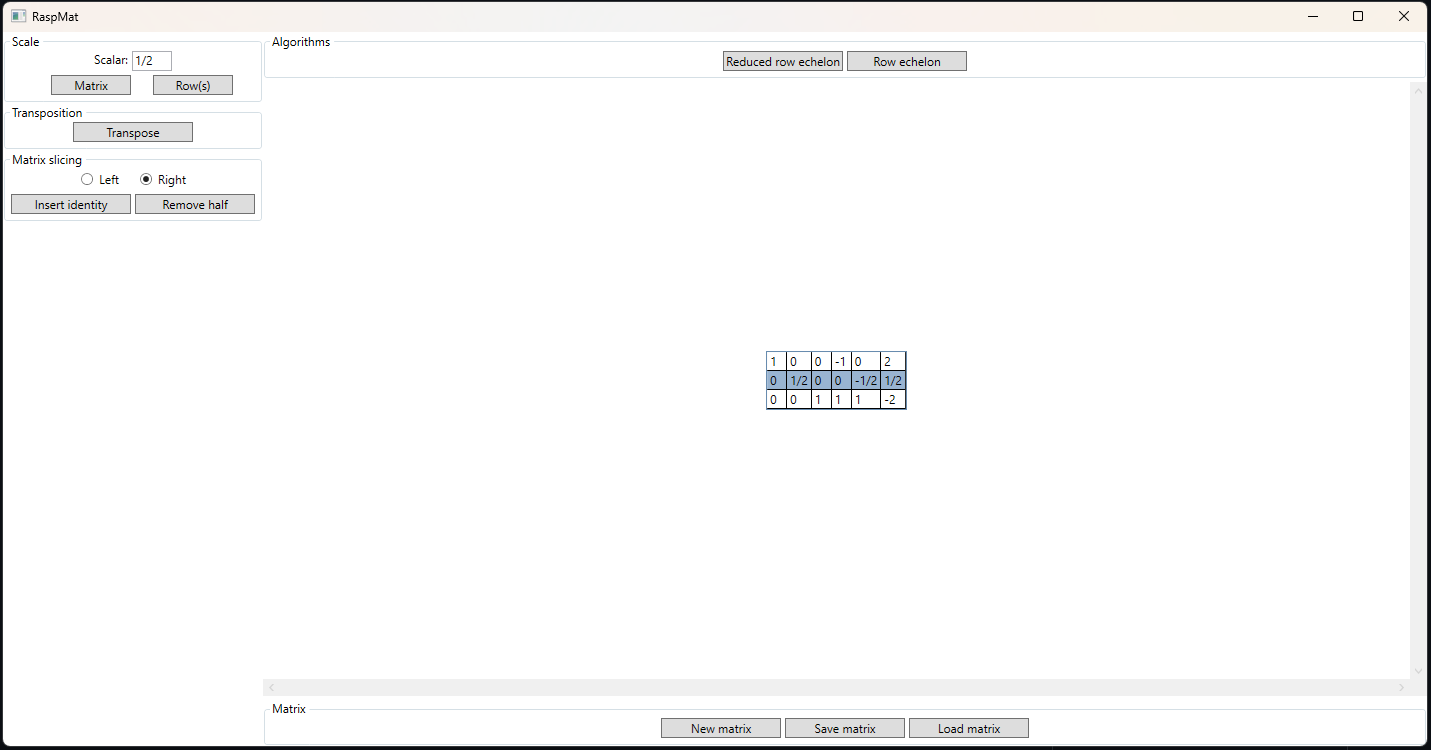 RaspMat
Scale
Scalar: 1/2
Matrix Row(s)
Transposition
Transpose
Matrix slicing
Left Right
Insert identity Remove half
Algorithms
Reduced row echelon Row echelon
1 0 0 -1 0 2
0 1/2 0 0 -1/2 1/2
0 0 1 1 1 -2
Matrix
New matrix Save matrix Load matrix